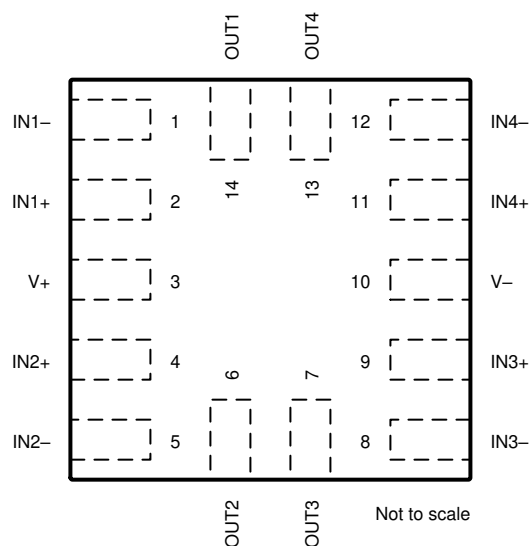 OUT1 OUT4
IN1– 1 12 IN4–
14 13
IN1+ 2 11 IN4+
V+ 3 10 V–
IN2+ 4 9 IN3+
6 7
IN2– 5 8 IN3–
OUT2 OUT3
Not to scale